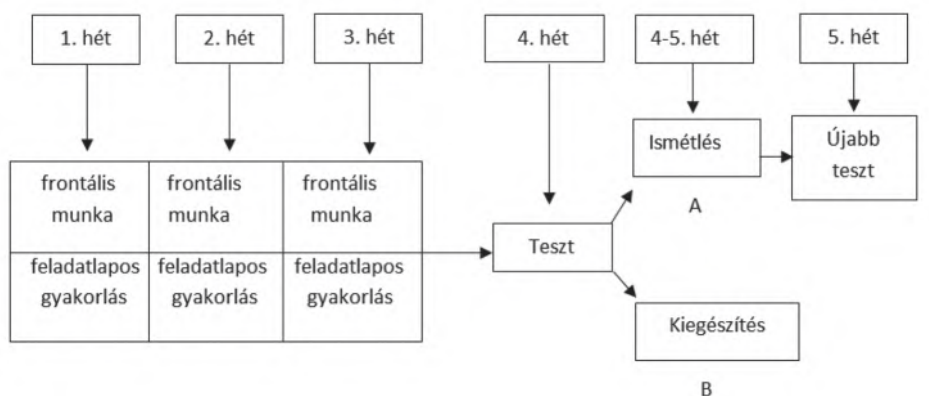 1. hét
2. hét
3. hét
4. hét
4-5. hét
5. hét
frontális
munka
frontális
munka
frontális
munka
feladatlapos
gyakorlás
feladatlapos
gyakorlás
feladatlapos
gyakorlás
Teszt
Ismétlés
A
Újabb
teszt
Kiegészítés
B